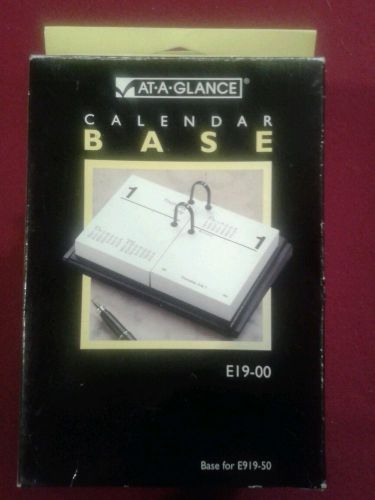 AT·A·GLANCE®
CALENDAR
BASE
1
1
E19-00
Base for E919-50